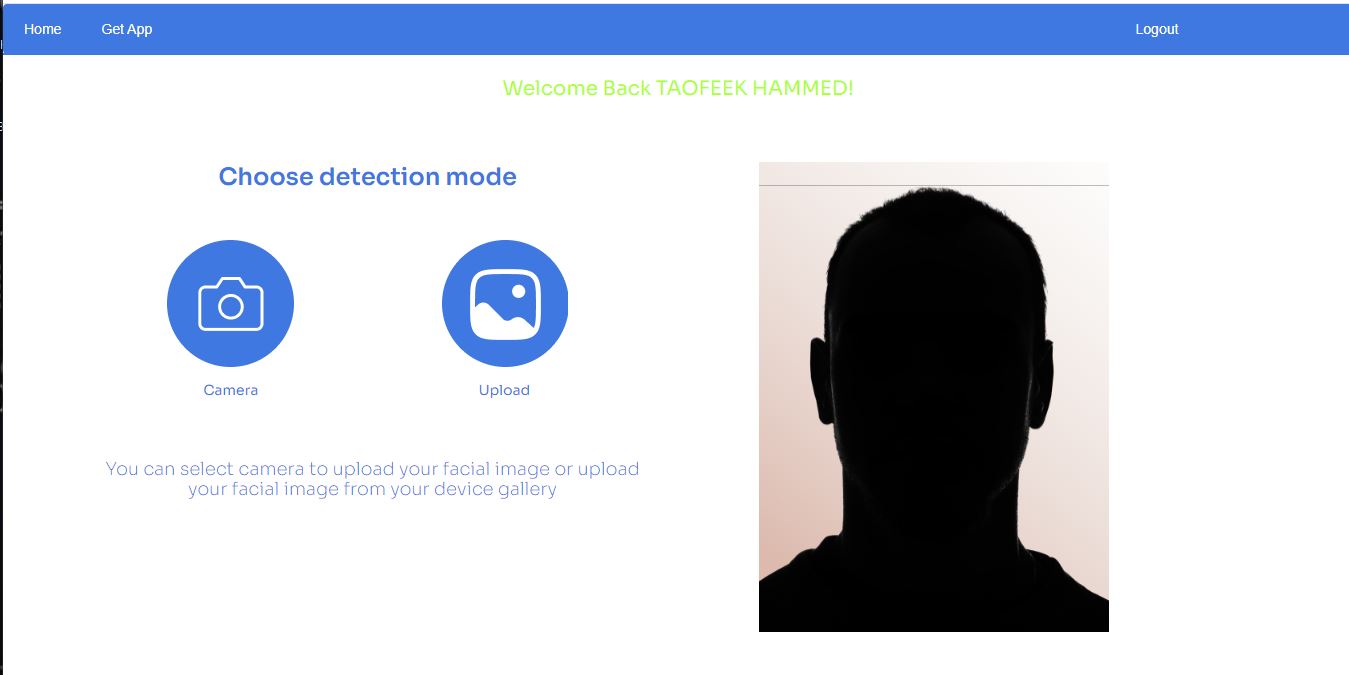 Home
Get App
Logout
Welcome Back TAOFEEK HAMMED!
Choose detection mode
Camera
Upload
You can select camera to upload your facial image or upload
your facial image from your device gallery